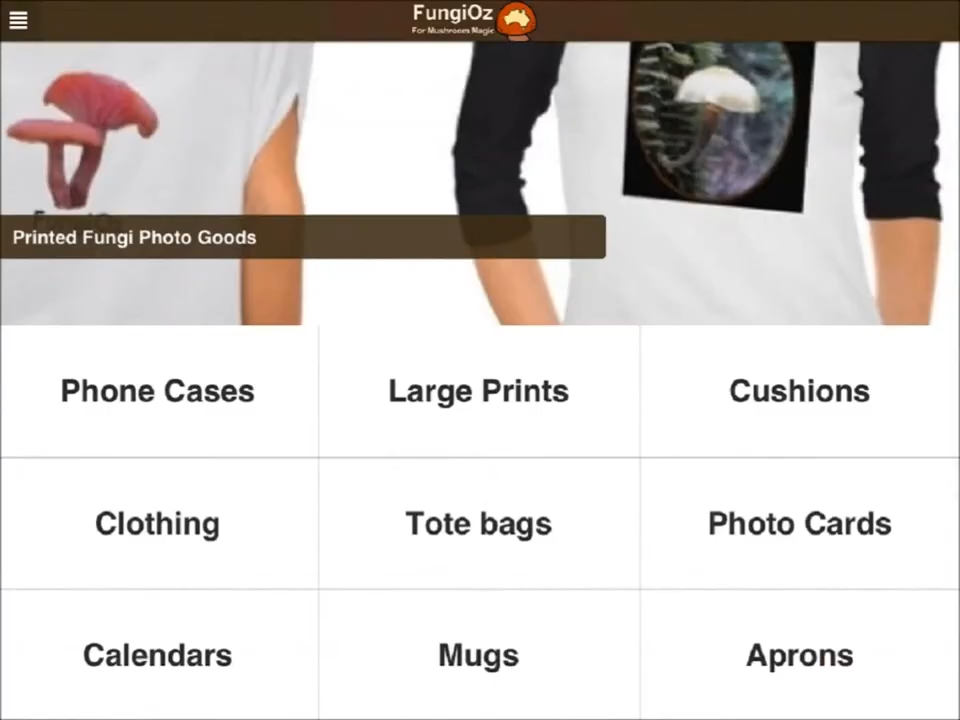 FungiOz
For Mushroom Magic
Printed Fungi Photo Goods
Phone Cases
Large Prints
Cushions
Clothing
Tote bags
Photo Cards
Calendars
Mugs
Aprons